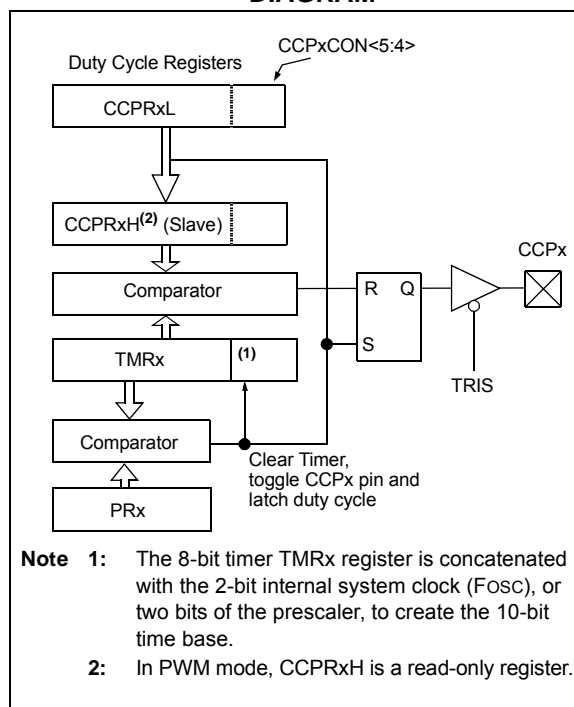 DIAGRAM
CCPxCON<5:4>
Duty Cycle Registers
CCPRxL
CCPRxH(2) (Slave)
CCPx
Comparator
R Q
S
TMRx (1)
TRIS
Comparator
Clear Timer,
toggle CCPx pin and
latch duty cycle
PRx
Note 1: The 8-bit timer TMRx register is concatenated
with the 2-bit internal system clock (FOSC), or
two bits of the prescaler, to create the 10-bit
time base.
2: In PWM mode, CCPRxH is a read-only register.